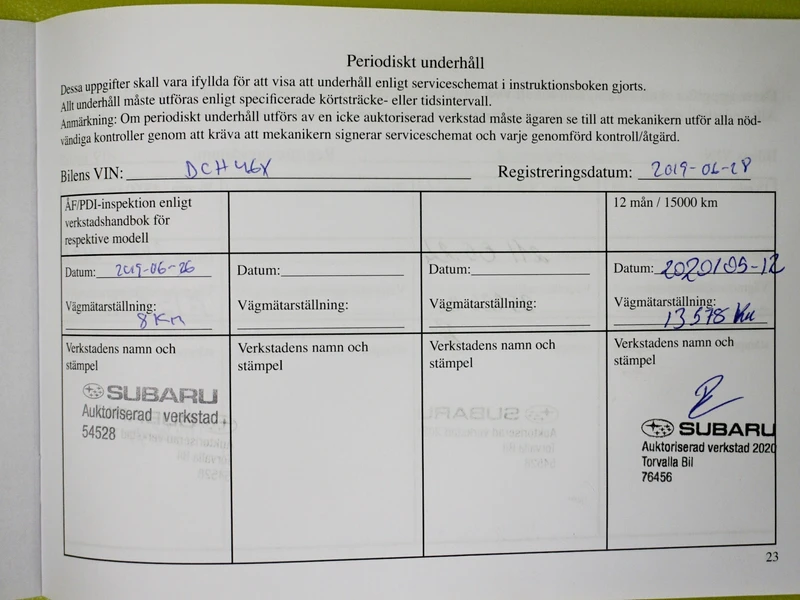 Periodiskt underhåll
Dessa uppgifter skall vara ifyllda för att visa att underhåll enligt serviceschemat i instruktionsboken gjorts.
Allt underhåll måste utföras enligt specificerade körtsträcke- eller tidsintervall.
Anmärkning: Om periodiskt underhåll utförs av en icke auktoriserad verkstad måste ägaren se till att mekanikern utför alla nöd-
vändiga kontroller genom att kräva att mekanikern signerar serviceschemat och varje genomförd kontroll/åtgärd.
Bilens VIN: DCH46X Registreringsdatum: 2019-06-28
ÅF/PDI-inspektion enligt
verkstadshandbok för
respektive modell
Datum: 2019-06-26
Vägmätarställning:
8 Km
Verkstadens namn och
stämpel
SUBARU
Auktoriserad verkstad
54528
Datum:
Vägmätarställning:
Verkstadens namn och
stämpel
Datum:
Vägmätarställning:
Verkstadens namn och
stämpel
12 mån / 15000 km
Datum: 2020/05-12
Vägmätarställning:
13578 Km
Verkstadens namn och
stämpel
SUBARU
Auktoriserad verkstad 2020
Torvalla Bil
76456
23